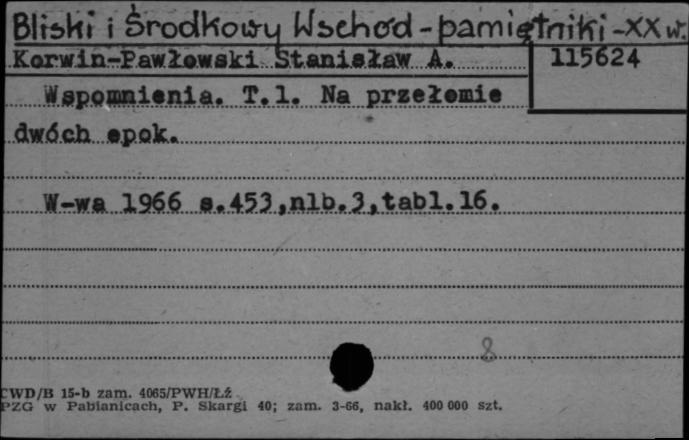 Bliski i Środkowy Wschód - pamiętniki - XX w.
Korwin-Pawłowski Stanisław A. 115624
Wspomnienia. T.1. Na przełomie
dwóch epok.
W-wa 1966 s.453,nlb.3,tabl.16.
8
CWD/B 15-b zam. 4065/PWH/Łź
PZG w Pabianicach, P. Skargi 40; zam. 3-66, nakł. 400 000 szt.